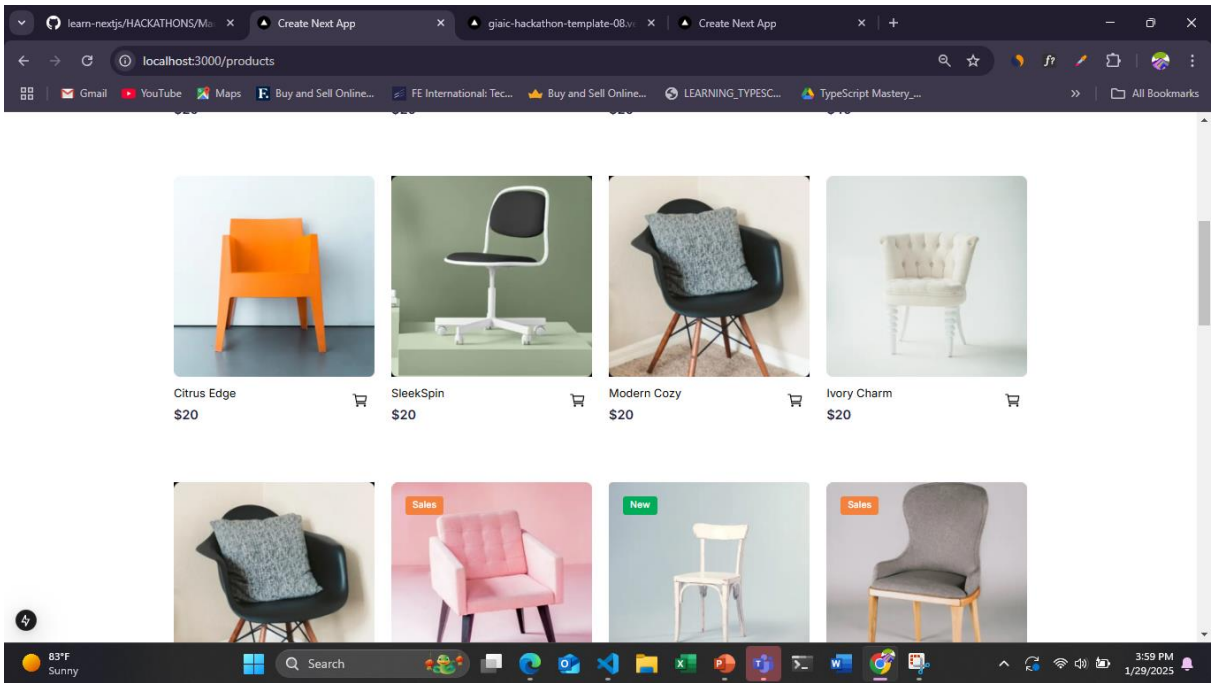 learn-nextjs/HACKATHONS/Ma
Create Next App
giaic-hackathon-template-08.v
Create Next App
localhost:3000/products
Gmail
YouTube
Maps
Buy and Sell Online...
FE International: Tec...
Buy and Sell Online...
LEARNING_TYPESC...
TypeScript Mastery_...
All Bookmarks
Citrus Edge
$20
SleekSpin
$20
Modern Cozy
$20
Ivory Charm
$20
Sales
New
Sales
83°F
Sunny
Search
3:59 PM
1/29/2025